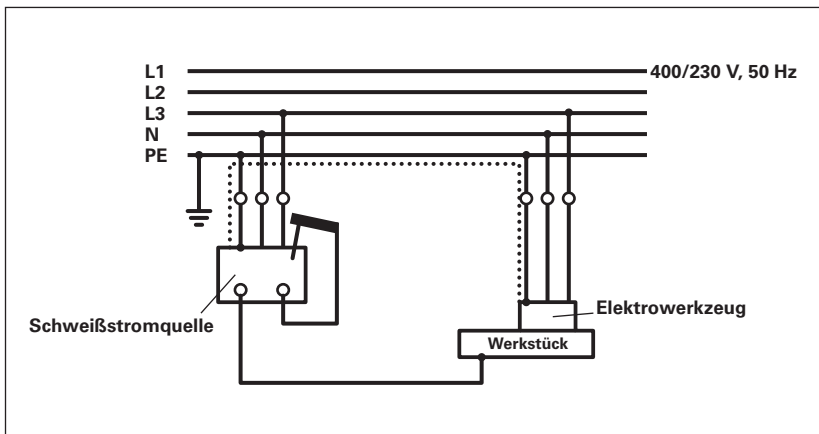 L1
400/230 V, 50 Hz
L2
L3
N
PE
Schweißstromquelle
Elektrowerkzeug
Werkstück